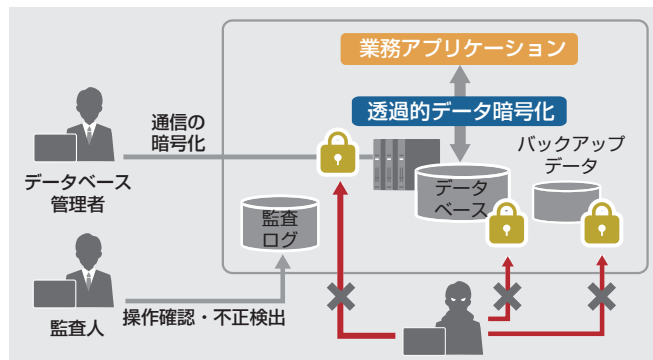 業務アプリケーション
透過的データ暗号化
通信の
暗号化
バックアップ
データ
データベース
管理者
データ
ベース
監査
ログ
監査人
操作確認・不正検出